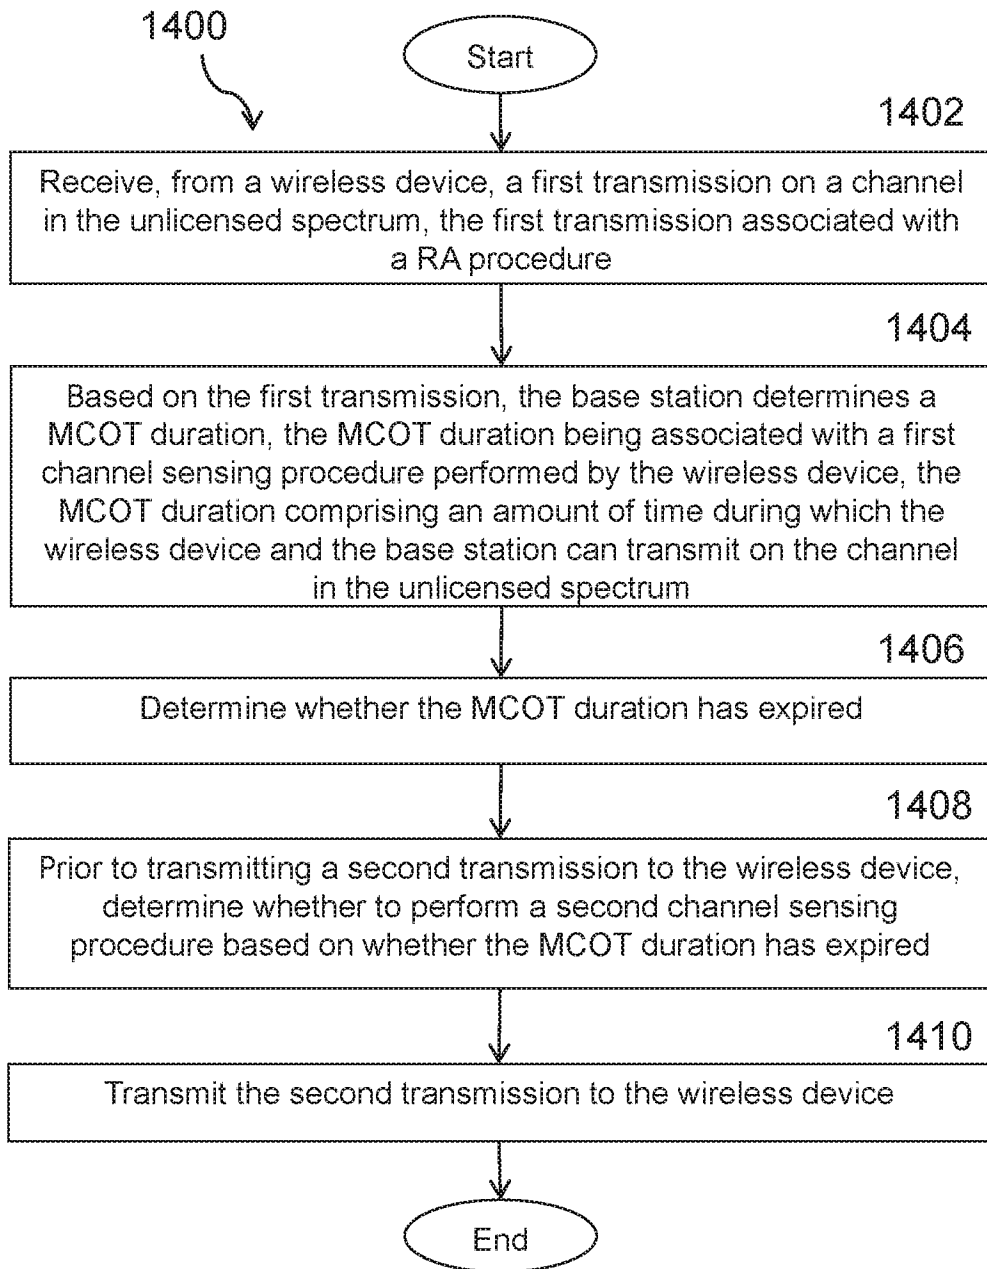 1400
Start
1402
Receive, from a wireless device, a first transmission on a channel
in the unlicensed spectrum, the first transmission associated with
a RA procedure
1404
Based on the first transmission, the base station determines a
MCOT duration, the MCOT duration being associated with a first
channel sensing procedure performed by the wireless device, the
MCOT duration comprising an amount of time during which the
wireless device and the base station can transmit on the channel
in the unlicensed spectrum
1406
Determine whether the MCOT duration has expired
1408
Prior to transmitting a second transmission to the wireless device,
determine whether to perform a second channel sensing
procedure based on whether the MCOT duration has expired
1410
Transmit the second transmission to the wireless device
End